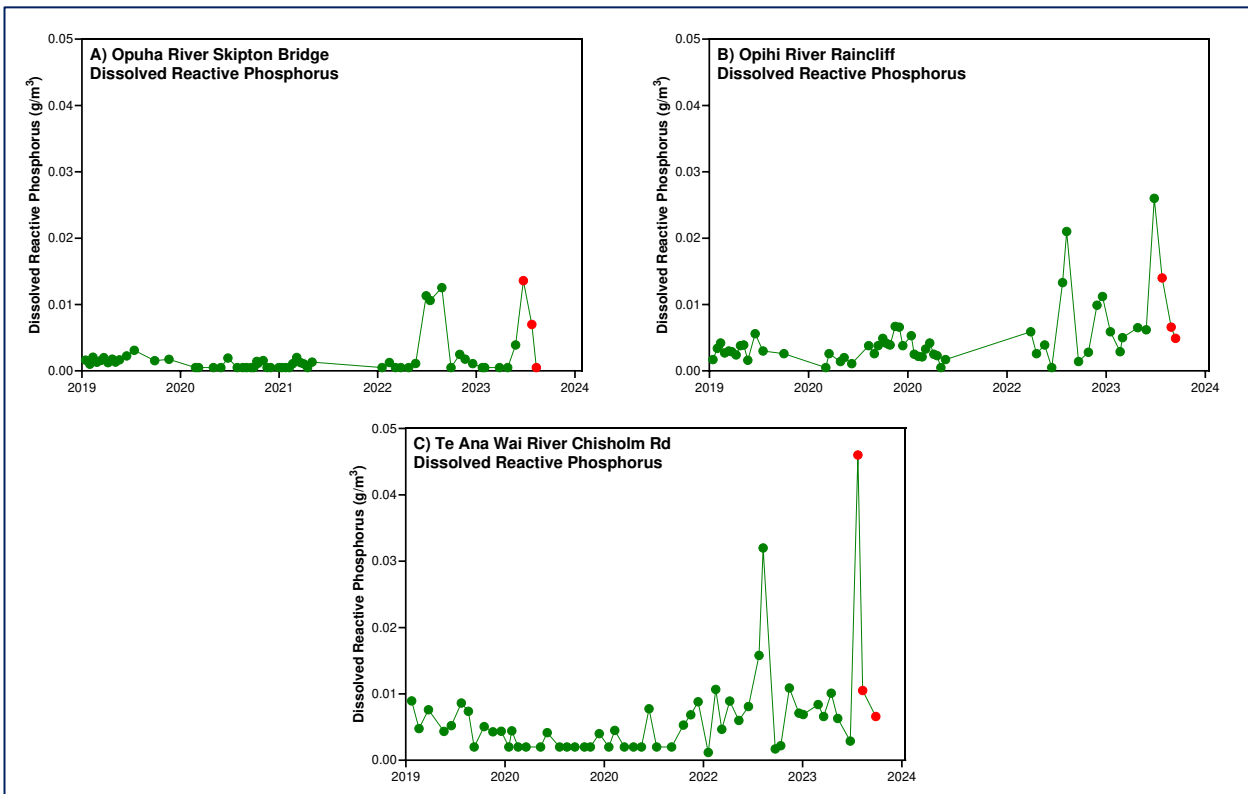 A) Opuha River Skipton Bridge
Dissolved Reactive Phosphorus
Dissolved Reactive Phosphorus (g/m³)
0.05
0.04
0.03
0.02
0.01
0.00
2019 2020 2021 2022 2023 2024
B) Opihi River Raincliff
Dissolved Reactive Phosphorus
Dissolved Reactive Phosphorus (g/m³)
0.05
0.04
0.03
0.02
0.01
0.00
2019 2020 2020 2022 2023 2024
C) Te Ana Wai River Chisholm Rd
Dissolved Reactive Phosphorus
Dissolved Reactive Phosphorus (g/m³)
0.05
0.04
0.03
0.02
0.01
0.00
2019 2020 2020 2022 2023 2024